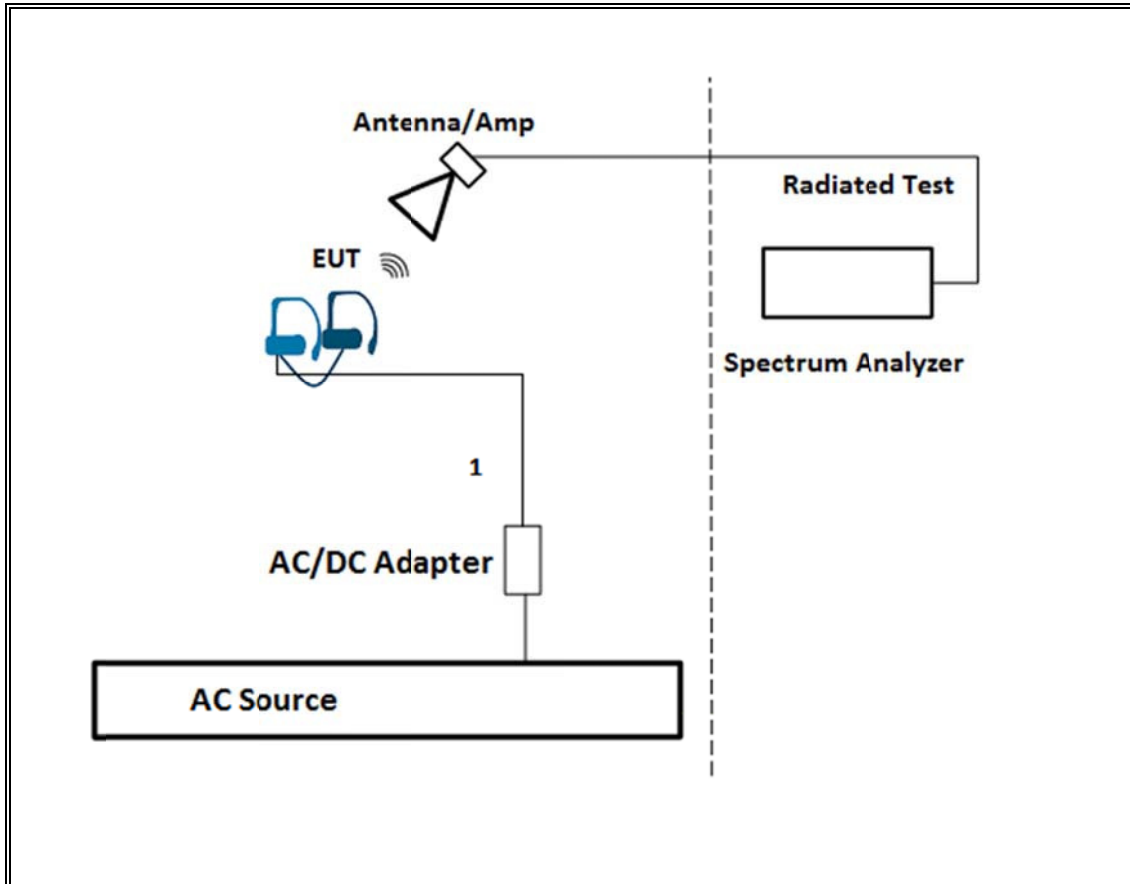 Antenna/Amp
Radiated Test
EUT
Spectrum Analyzer
1
AC/DC Adapter
AC Source